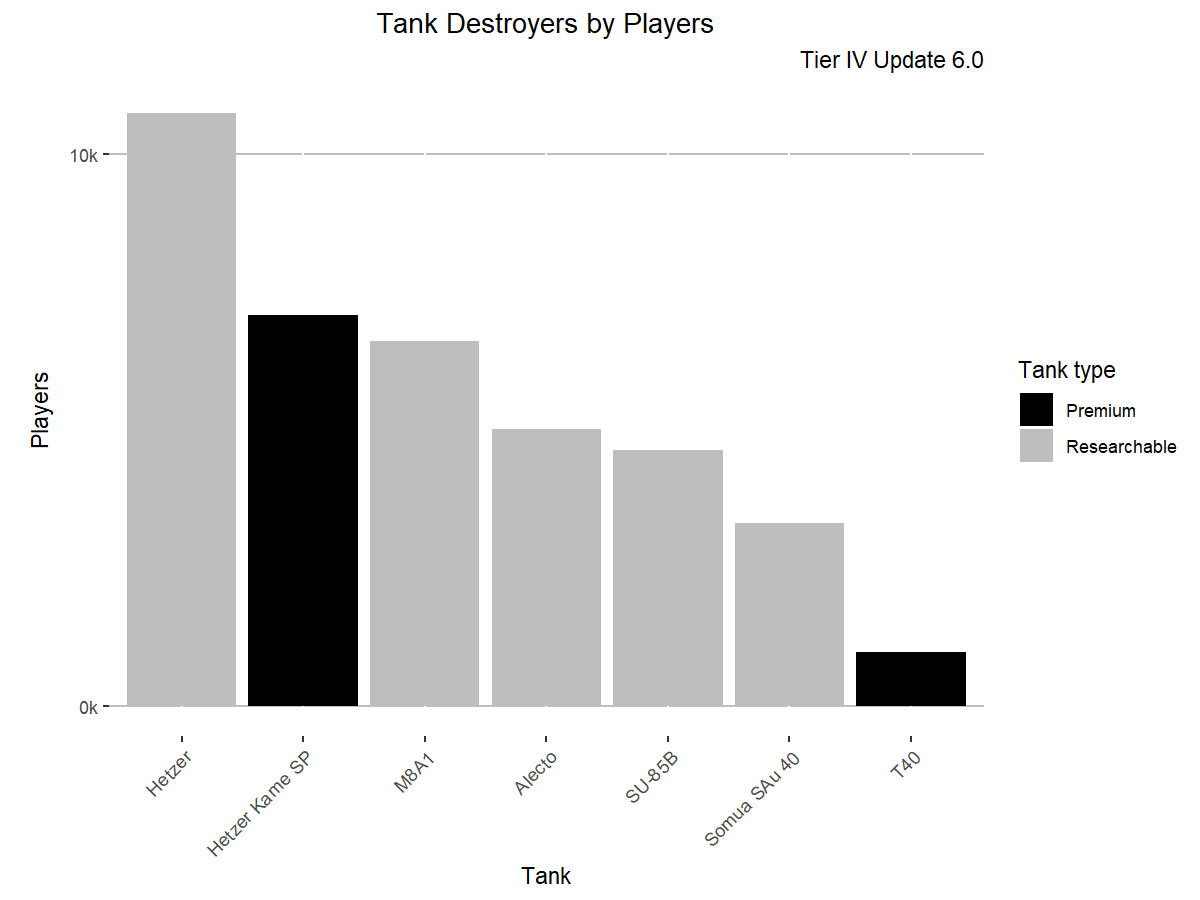 Tank Destroyers by Players
Tier IV Update 6.0
10k
0k
Players
Hetzer
Hetzer Kame SP
M8A1
Alecto
SU-85B
Somua SAu 40
T40
Tank
Tank type
Premium
Researchable